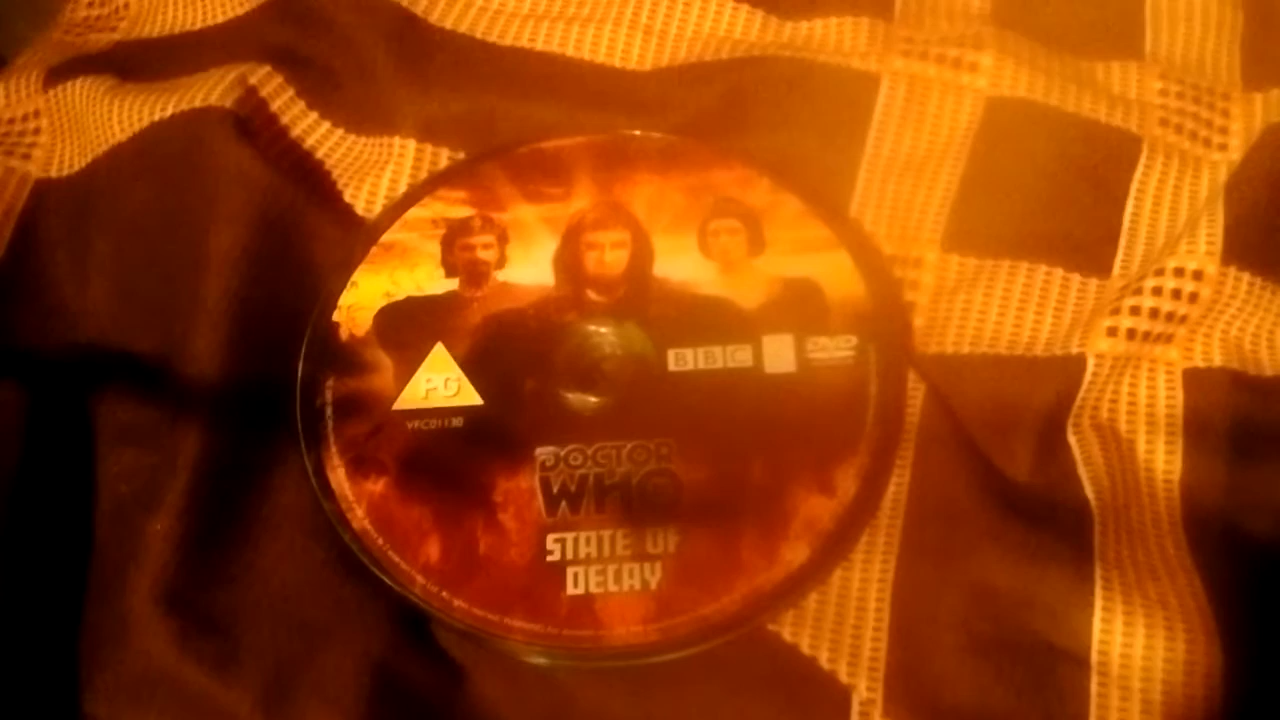 PG
VFC01130
BBC
DVD
DOCTOR
WHO
STATE OF
DECAY